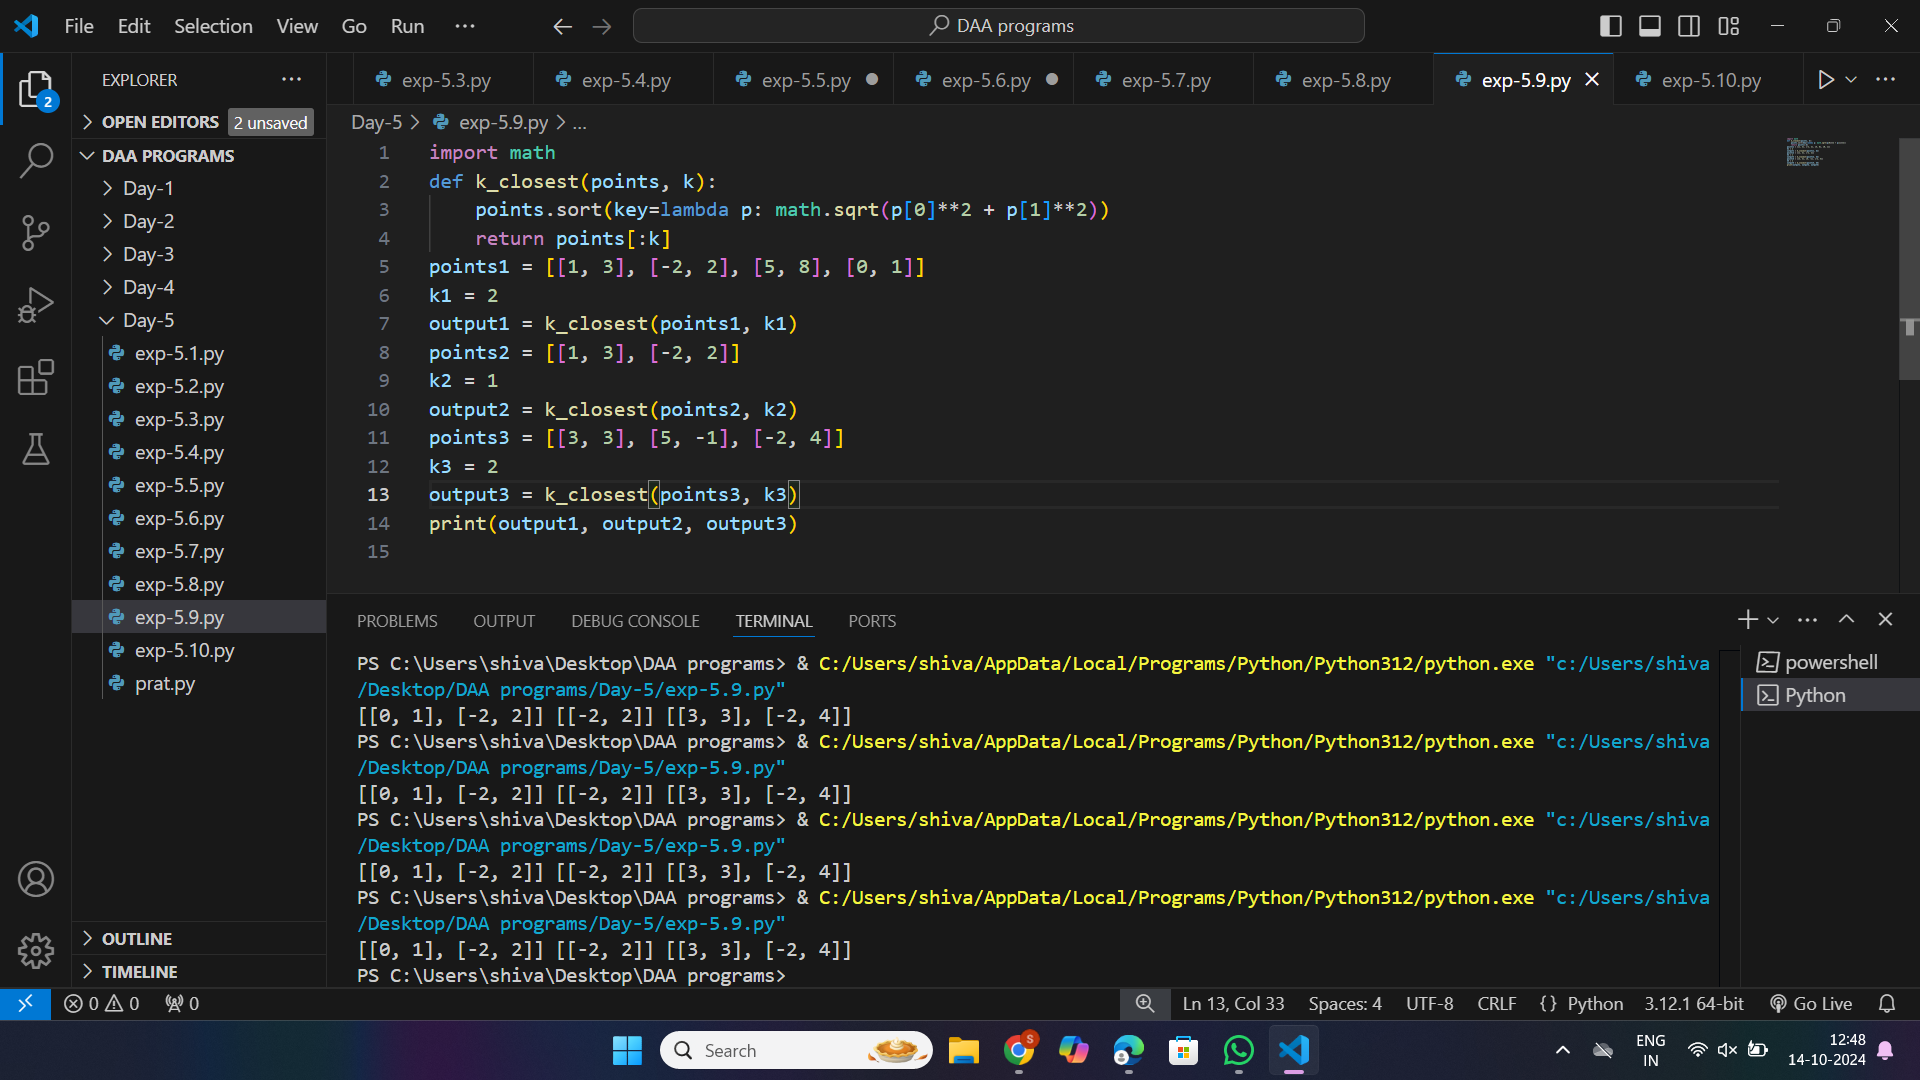 File Edit Selection View Go Run ···
DAA programs
EXPLORER ···
2
OPEN EDITORS 2 unsaved
DAA PROGRAMS
Day-1
Day-2
Day-3
Day-4
Day-5
exp-5.1.py
exp-5.2.py
exp-5.3.py
exp-5.4.py
exp-5.5.py
exp-5.6.py
exp-5.7.py
exp-5.8.py
exp-5.9.py
exp-5.10.py
prat.py
OUTLINE
TIMELINE
exp-5.3.py exp-5.4.py exp-5.5.py exp-5.6.py exp-5.7.py exp-5.8.py exp-5.9.py exp-5.10.py
Day-5 > exp-5.9.py > ...
1 import math
2 def k_closest(points, k):
3     points.sort(key=lambda p: math.sqrt(p[0]**2 + p[1]**2))
4     return points[:k]
5 points1 = [[1, 3], [-2, 2], [5, 8], [0, 1]]
6 k1 = 2
7 output1 = k_closest(points1, k1)
8 points2 = [[1, 3], [-2, 2]]
9 k2 = 1
10 output2 = k_closest(points2, k2)
11 points3 = [[3, 3], [5, -1], [-2, 4]]
12 k3 = 2
13 output3 = k_closest(points3, k3)
14 print(output1, output2, output3)
15
PROBLEMS OUTPUT DEBUG CONSOLE TERMINAL PORTS
PS C:\Users\shiva\Desktop\DAA programs> & C:/Users/shiva/AppData/Local/Programs/Python/Python312/python.exe "c:/Users/shiva
/Desktop/DAA programs/Day-5/exp-5.9.py"
[[0, 1], [-2, 2]] [[-2, 2]] [[3, 3], [-2, 4]]
PS C:\Users\shiva\Desktop\DAA programs> & C:/Users/shiva/AppData/Local/Programs/Python/Python312/python.exe "c:/Users/shiva
/Desktop/DAA programs/Day-5/exp-5.9.py"
[[0, 1], [-2, 2]] [[-2, 2]] [[3, 3], [-2, 4]]
PS C:\Users\shiva\Desktop\DAA programs> & C:/Users/shiva/AppData/Local/Programs/Python/Python312/python.exe "c:/Users/shiva
/Desktop/DAA programs/Day-5/exp-5.9.py"
[[0, 1], [-2, 2]] [[-2, 2]] [[3, 3], [-2, 4]]
PS C:\Users\shiva\Desktop\DAA programs> & C:/Users/shiva/AppData/Local/Programs/Python/Python312/python.exe "c:/Users/shiva
/Desktop/DAA programs/Day-5/exp-5.9.py"
[[0, 1], [-2, 2]] [[-2, 2]] [[3, 3], [-2, 4]]
PS C:\Users\shiva\Desktop\DAA programs>
powershell
Python
0 0 0
Ln 13, Col 33 Spaces: 4 UTF-8 CRLF {} Python 3.12.1 64-bit Go Live
Search
S
ENG
IN
12:48
14-10-2024